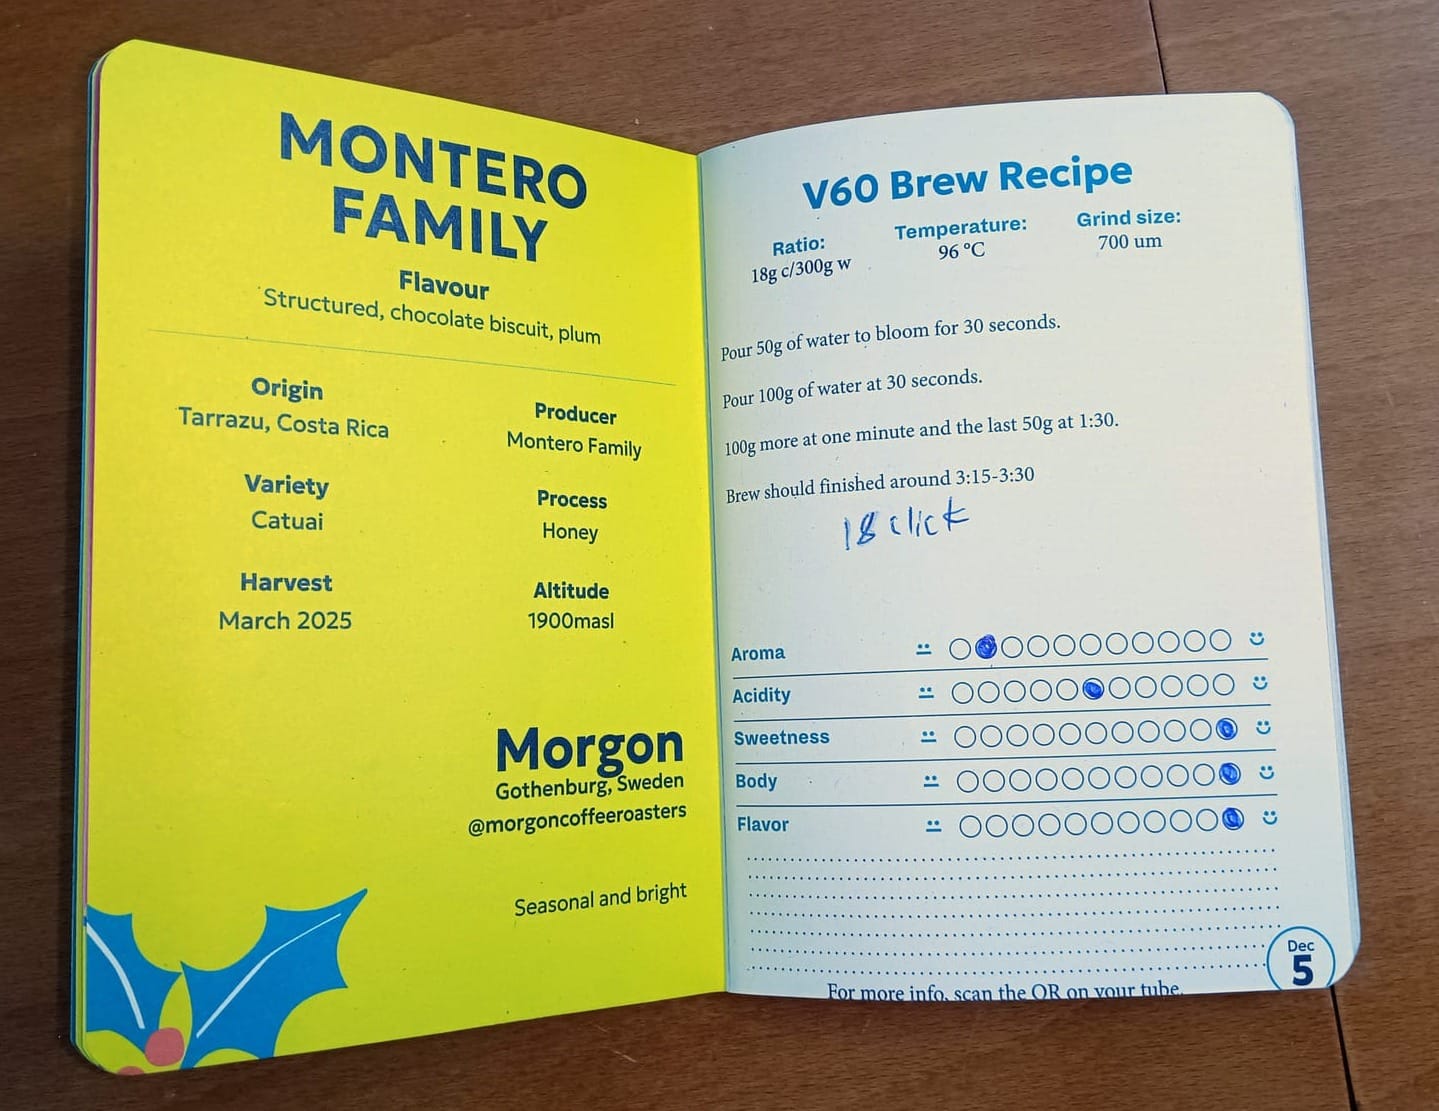 MONTERO
FAMILY
Flavour
Structured, chocolate biscuit, plum
Origin
Tarrazu, Costa Rica
Producer
Montero Family
Variety
Catuai
Process
Honey
Harvest
March 2025
Altitude
1900masl
Morgon
Gothenburg, Sweden
@morgoncoffeeroasters
Seasonal and bright
V60 Brew Recipe
Ratio:
18g c/300g w
Temperature:
96 °C
Grind size:
700 um
Pour 50g of water to bloom for 30 seconds.
Pour 100g of water at 30 seconds.
100g more at one minute and the last 50g at 1:30.
Brew should finished around 3:15-3:30
18 click
Aroma
Acidity
Sweetness
Body
Flavor
Dec
5
For more info, scan the QR on your tube.